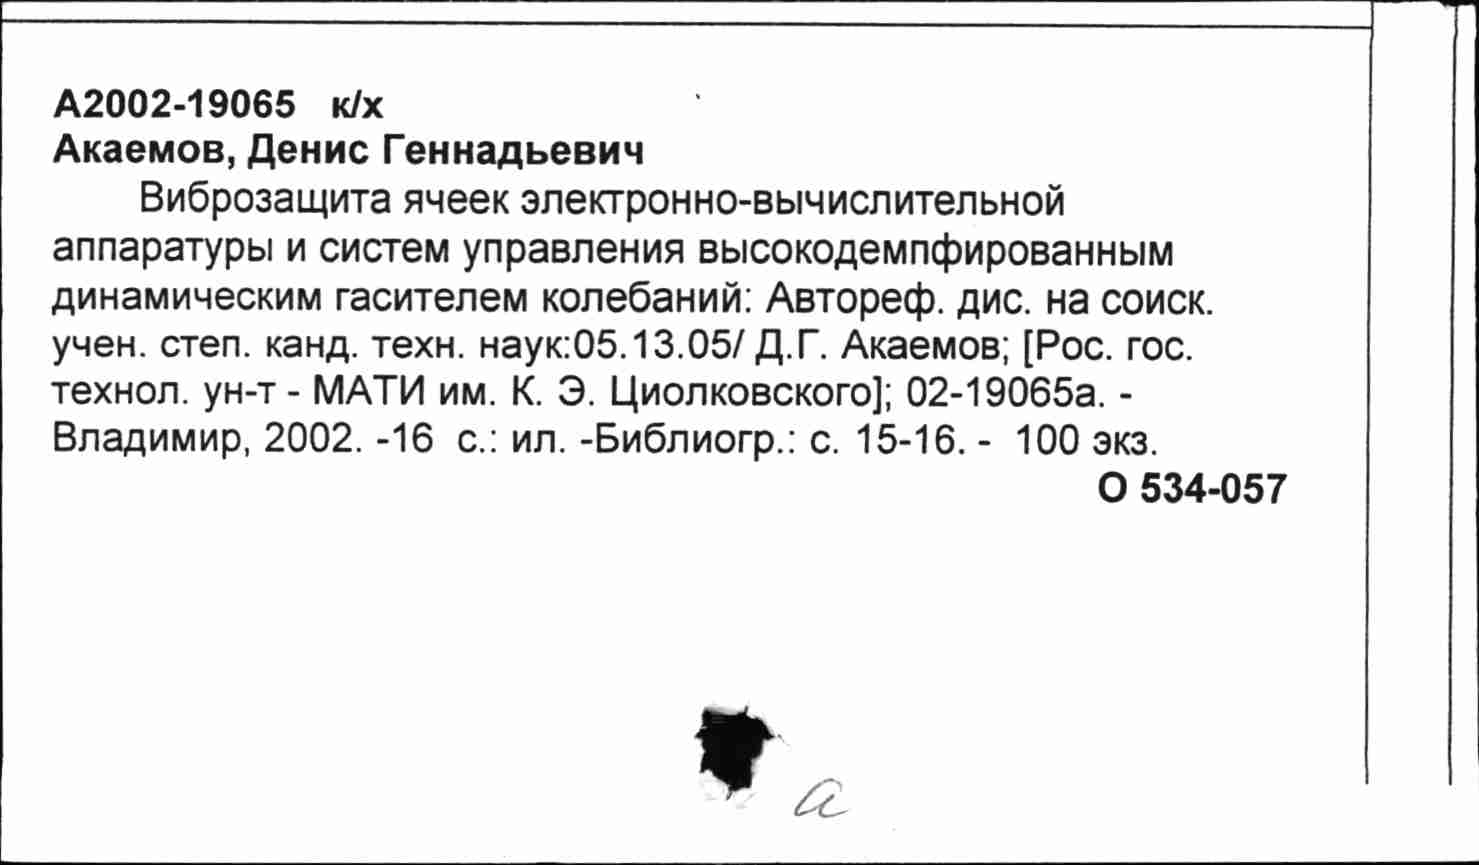 А2002-19065 к/х
Акаемов, Денис Геннадьевич
Виброзащита ячеек электронно-вычислительной
аппаратуры и систем управления высокодемпфированным
динамическим гасителем колебаний: Автореф. дис. на соиск.
учен. степ. канд. техн. наук:05.13.05/ Д.Г. Акаемов; [Рос. гос.
технол. ун-т - МАТИ им. К. Э. Циолковского]; 02-19065а. -
Владимир, 2002. -16 с.: ил. -Библиогр.: с. 15-16. - 100 экз.
О 534-057
а